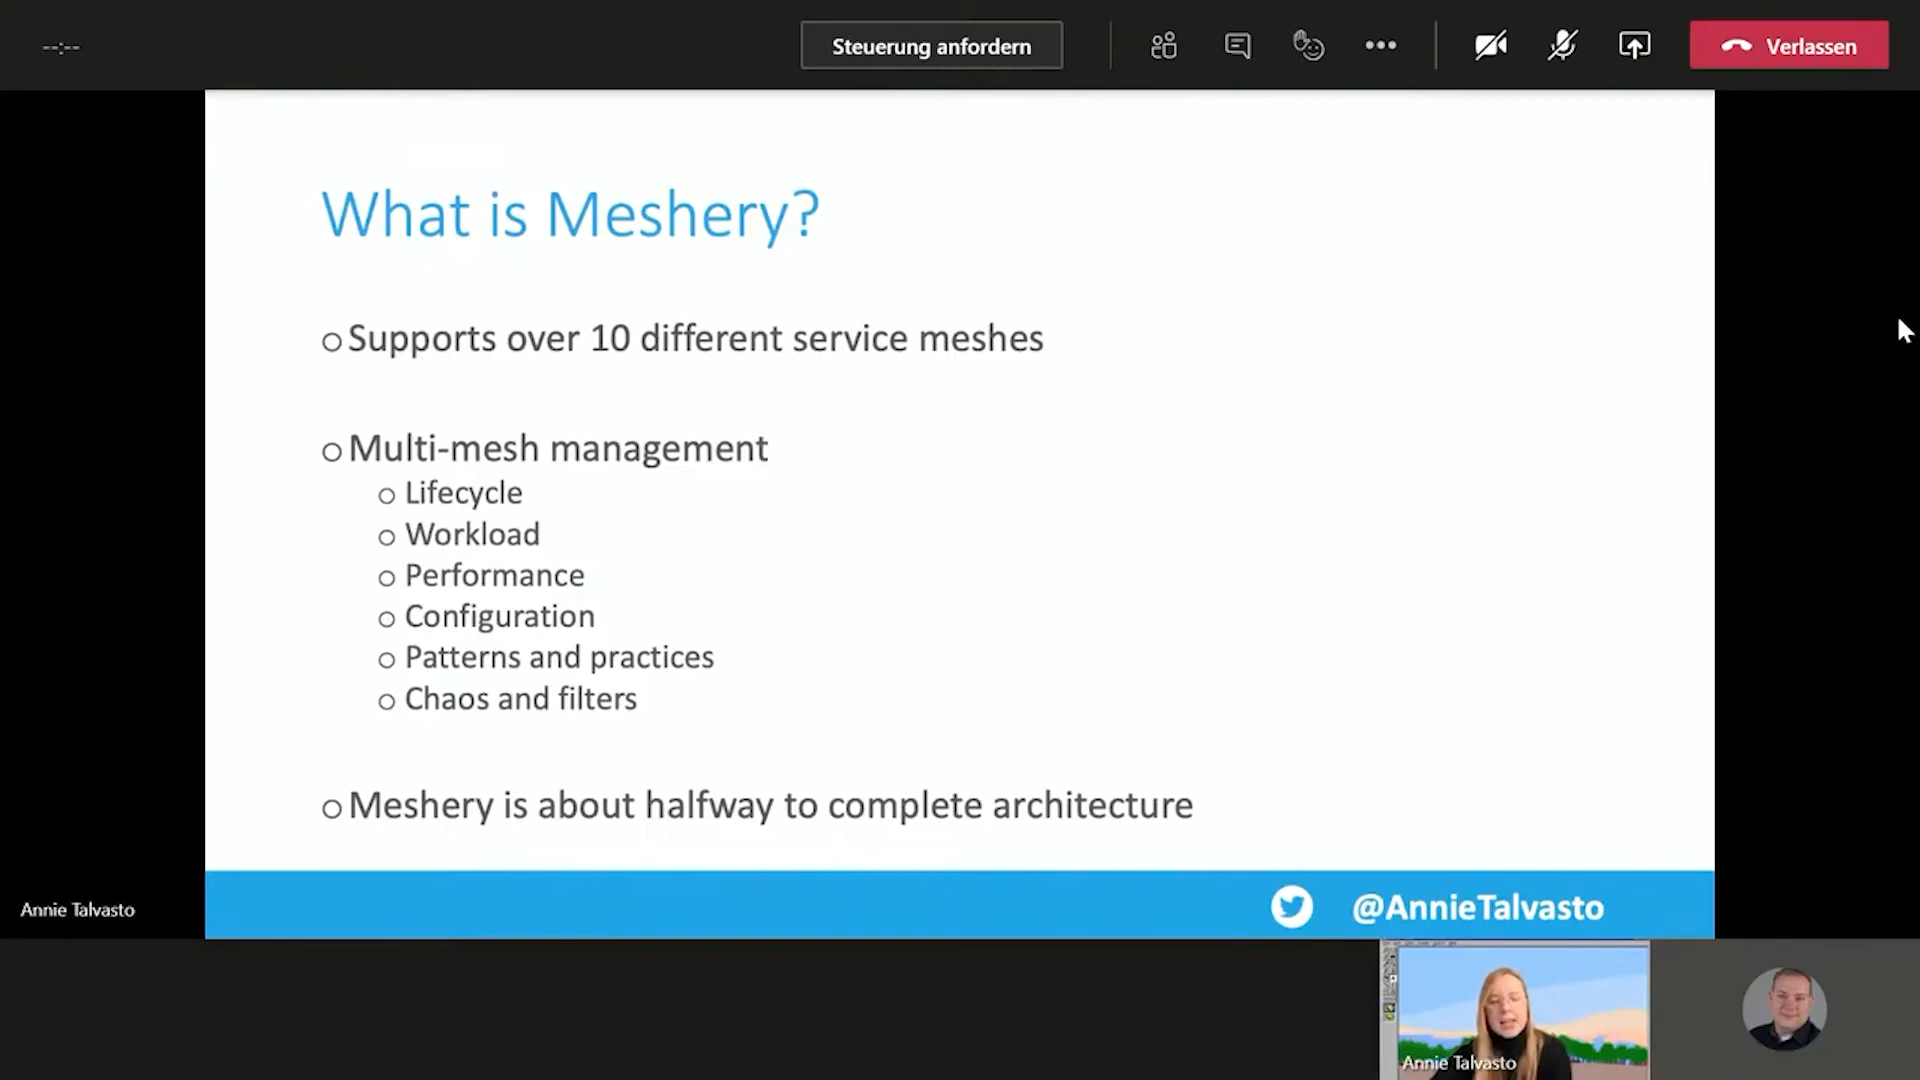 --:--
Steuerung anfordern
Verlassen
What is Meshery?
o Supports over 10 different service meshes
o Multi-mesh management
o Lifecycle
o Workload
o Performance
o Configuration
o Patterns and practices
o Chaos and filters
o Meshery is about halfway to complete architecture
Annie Talvasto
@AnnieTalvasto
Annie Talvasto